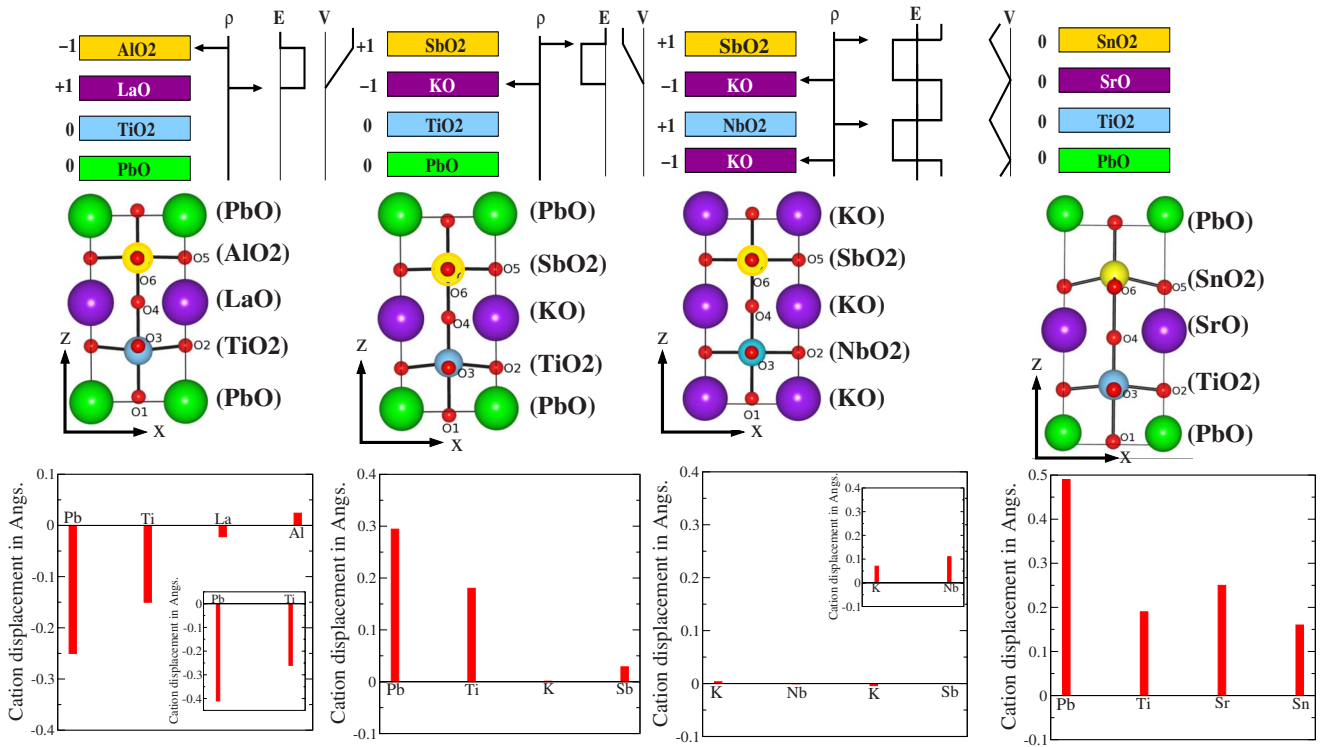 ρ E V
−1 AlO2
+1 LaO
0 TiO2
0 PbO
ρ E V
+1 SbO2
−1 KO
0 TiO2
0 PbO
ρ E V
+1 SbO2
−1 KO
+1 NbO2
−1 KO
0 SnO2
0 SrO
0 TiO2
0 PbO
(PbO)
(AlO2)
(LaO)
(TiO2)
(PbO)
O5
O6
O4
O3
O2
O1
Z
X
(PbO)
(SbO2)
(KO)
(TiO2)
(PbO)
O5
O6
O4
O3
O2
O1
Z
X
(KO)
(SbO2)
(KO)
(NbO2)
(KO)
O5
O6
O4
O3
O2
O1
Z
X
(PbO)
(SnO2)
(SrO)
(TiO2)
(PbO)
O5
O6
O4
O3
O2
O1
Z
X
Cation displacement in Angs.
0.1
0
-0.1
-0.2
-0.3
-0.4
Pb Ti La Al
Cation displacement in Angs.
0
-0.1
-0.2
-0.3
-0.4
Pb Ti
Cation displacement in Angs.
0.4
0.3
0.2
0.1
0
-0.1
Pb Ti K Sb
Cation displacement in Angs.
0.4
0.3
0.2
0.1
0
-0.1
K Nb K Sb
Cation displacement in Angs.
0.4
0.3
0.2
0.1
0
-0.1
K Nb
Cation displacement in Angs.
0.5
0.4
0.3
0.2
0.1
0
-0.1
Pb Ti Sr Sn